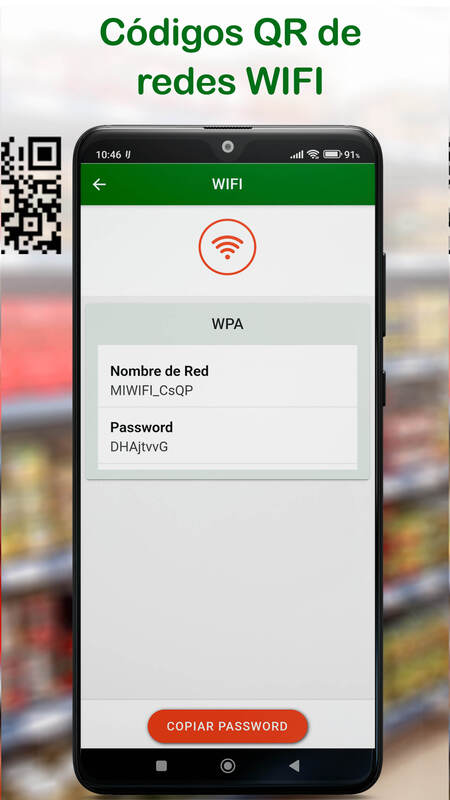 Códigos QR de
redes WIFI
10:46
91%
WIFI
WPA
Nombre de Red
MIWIFI_CsQP
Password
DHAjtvvG
COPIAR PASSWORD